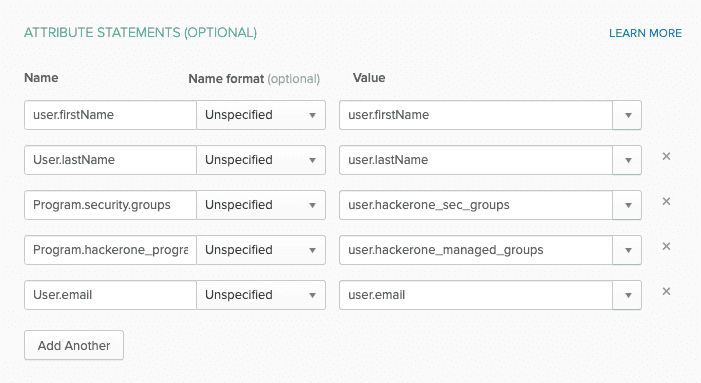 ATTRIBUTE STATEMENTS (OPTIONAL) LEARN MORE
Name Name format (optional) Value
user.firstName Unspecified user.firstName
User.lastName Unspecified user.lastName
Program.security.groups Unspecified user.hackerone_sec_groups
Program.hackerone_progra Unspecified user.hackerone_managed_groups
User.email Unspecified user.email
Add Another